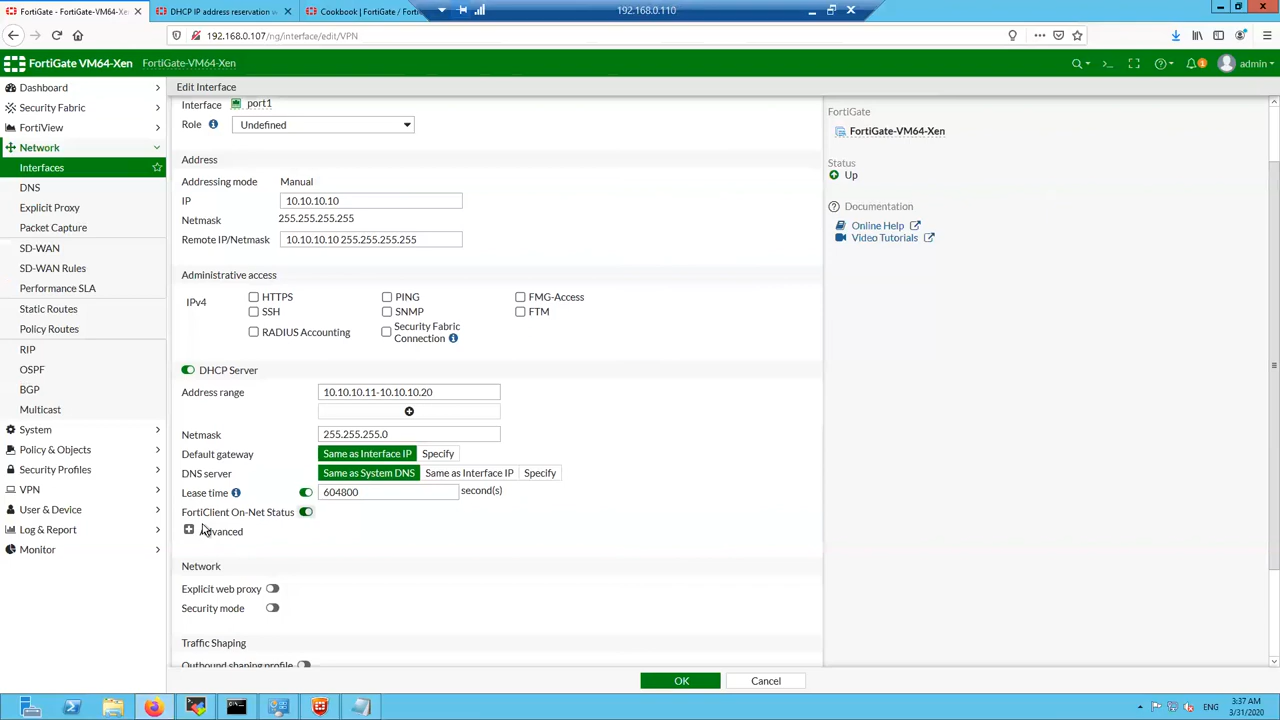 FortiGate - FortiGate-VM64-Xen
DHCP IP address reservation w
Cookbook | FortiGate / Forti
192.168.0.110
192.168.0.107/ng/interface/edit/VPN
FortiGate VM64-Xen
FortiGate-VM64-Xen
1
admin
Dashboard
Security Fabric
FortiView
Network
Interfaces
DNS
Explicit Proxy
Packet Capture
SD-WAN
SD-WAN Rules
Performance SLA
Static Routes
Policy Routes
RIP
OSPF
BGP
Multicast
System
Policy & Objects
Security Profiles
VPN
User & Device
Log & Report
Monitor
Edit Interface
Interface port1
Role Undefined
Address
Addressing mode Manual
IP 10.10.10.10
Netmask 255.255.255.255
Remote IP/Netmask 10.10.10.10 255.255.255.255
Administrative access
IPv4 HTTPS PING FMG-Access
SSH SNMP FTM
RADIUS Accounting Security Fabric Connection
DHCP Server
Address range 10.10.10.11-10.10.10.20
Netmask 255.255.255.0
Default gateway Same as Interface IP Specify
DNS server Same as System DNS Same as Interface IP Specify
Lease time 604800 second(s)
FortiClient On-Net Status
Advanced
Network
Explicit web proxy
Security mode
Traffic Shaping
Outbound shaping profile
OK Cancel
FortiGate
FortiGate-VM64-Xen
Status
Up
Documentation
Online Help
Video Tutorials
ENG
3:37 AM
3/31/2020